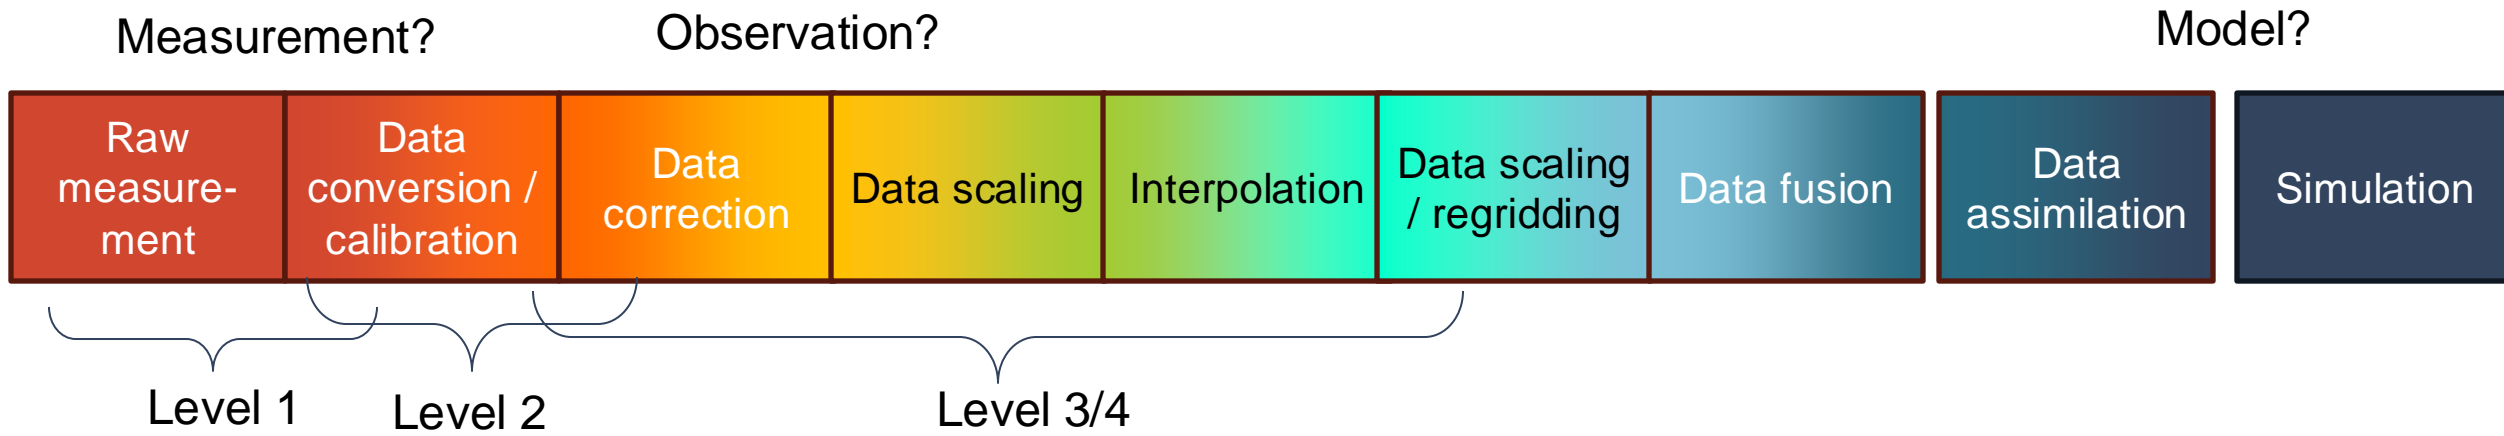 Measurement?
Observation?
Model?
Raw
measure-
ment
Data
conversion /
calibration
Data
correction
Data scaling
Interpolation
Data scaling
/ regridding
Data fusion
Data
assimilation
Simulation
Level 1
Level 2
Level 3/4